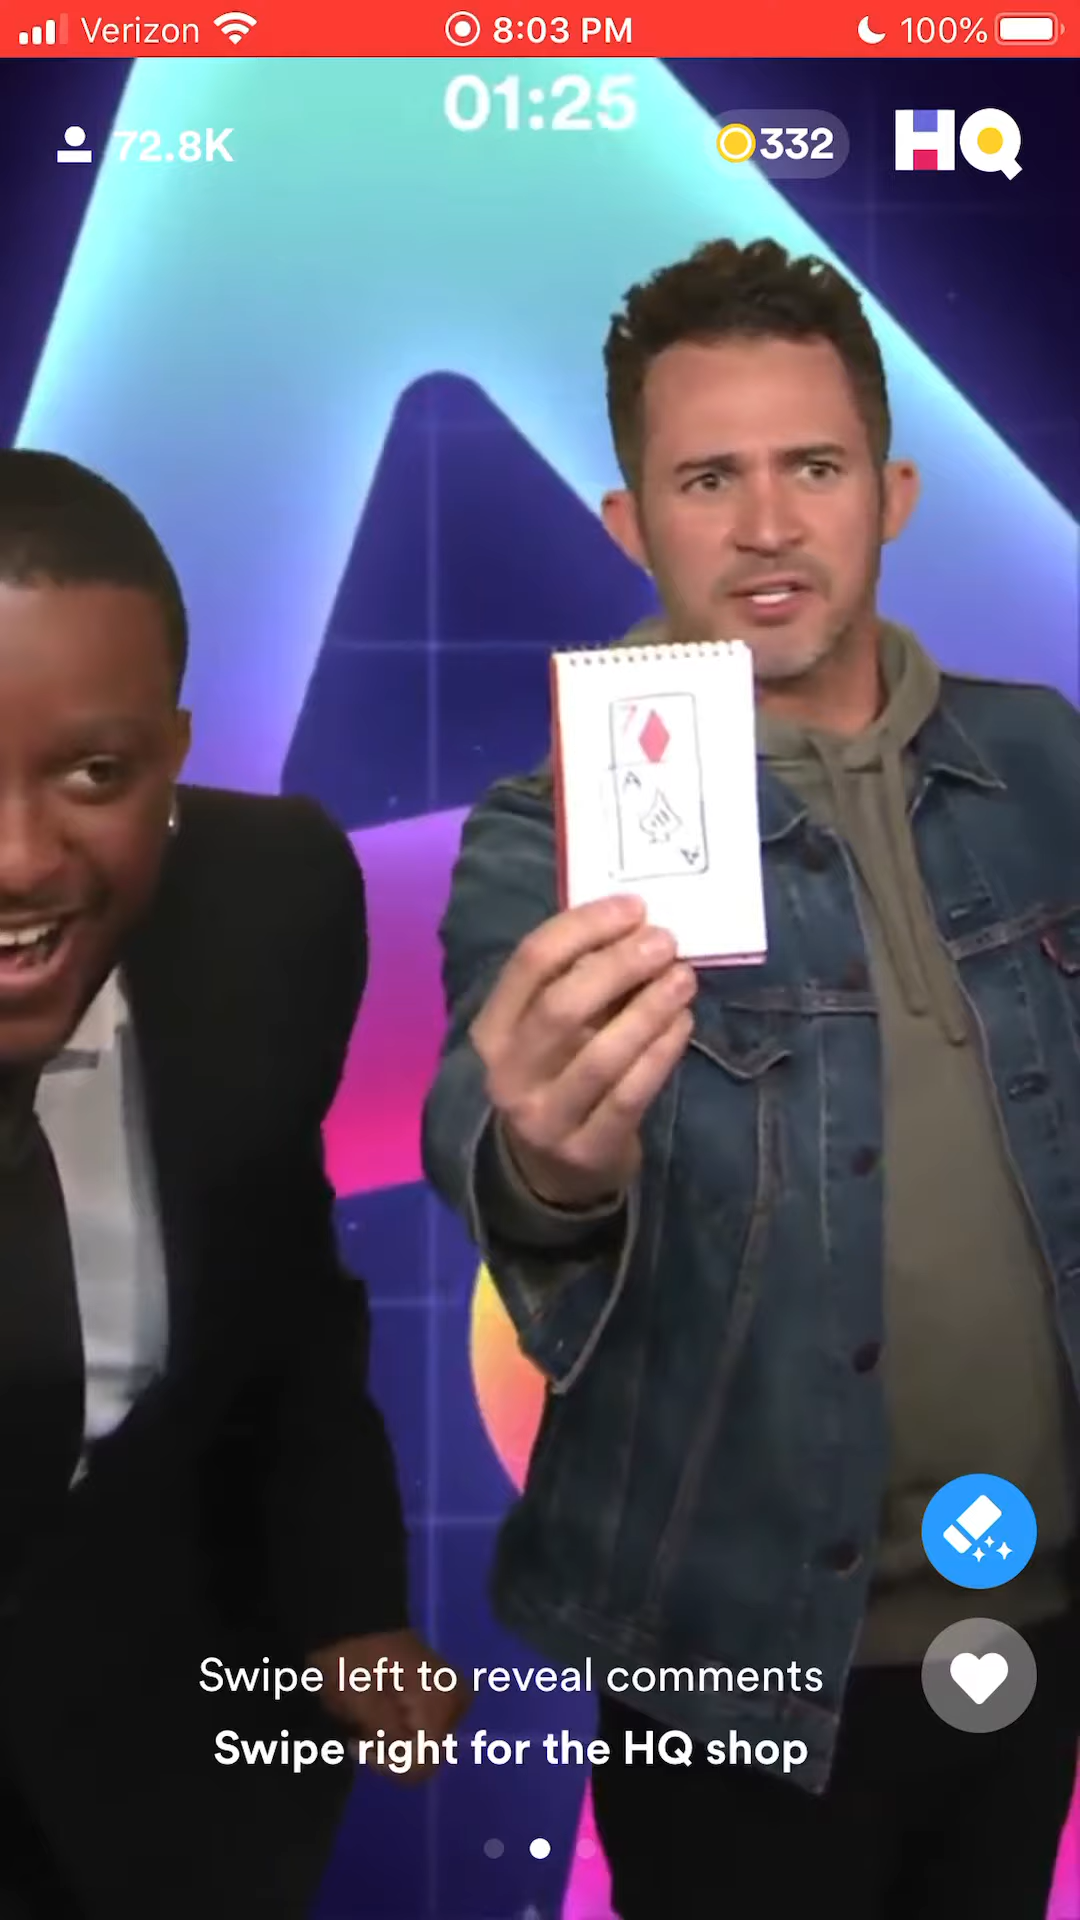 Verizon 8:03 PM 100%
01:25
72.8K 332 HQ
7
A
A
Swipe left to reveal comments
Swipe right for the HQ shop